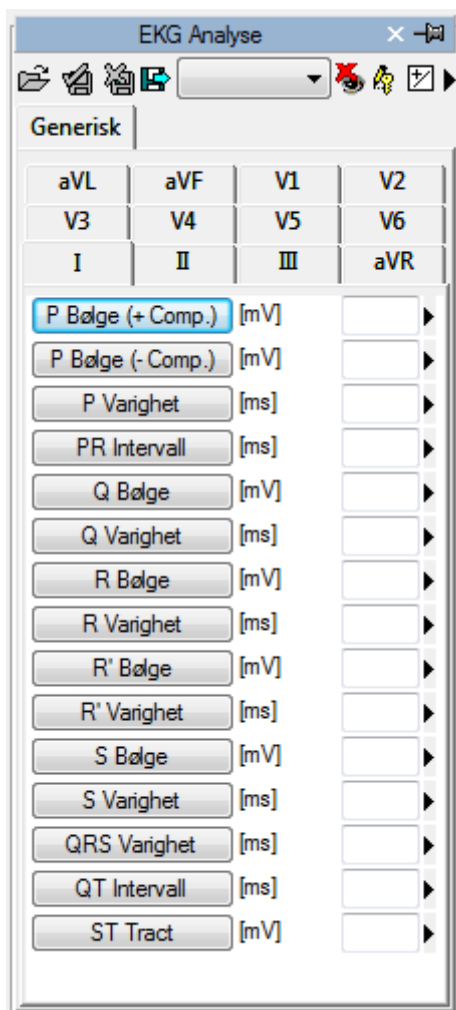 EKG Analyse
Generisk
aVL aVF V1 V2
V3 V4 V5 V6
I II III aVR
P Bølge (+ Comp.) [mV]
P Bølge (- Comp.) [mV]
P Varighet [ms]
PR Intervall [ms]
Q Bølge [mV]
Q Varighet [ms]
R Bølge [mV]
R Varighet [ms]
R' Bølge [mV]
R' Varighet [ms]
S Bølge [mV]
S Varighet [ms]
QRS Varighet [ms]
QT Intervall [ms]
ST Tract [mV]